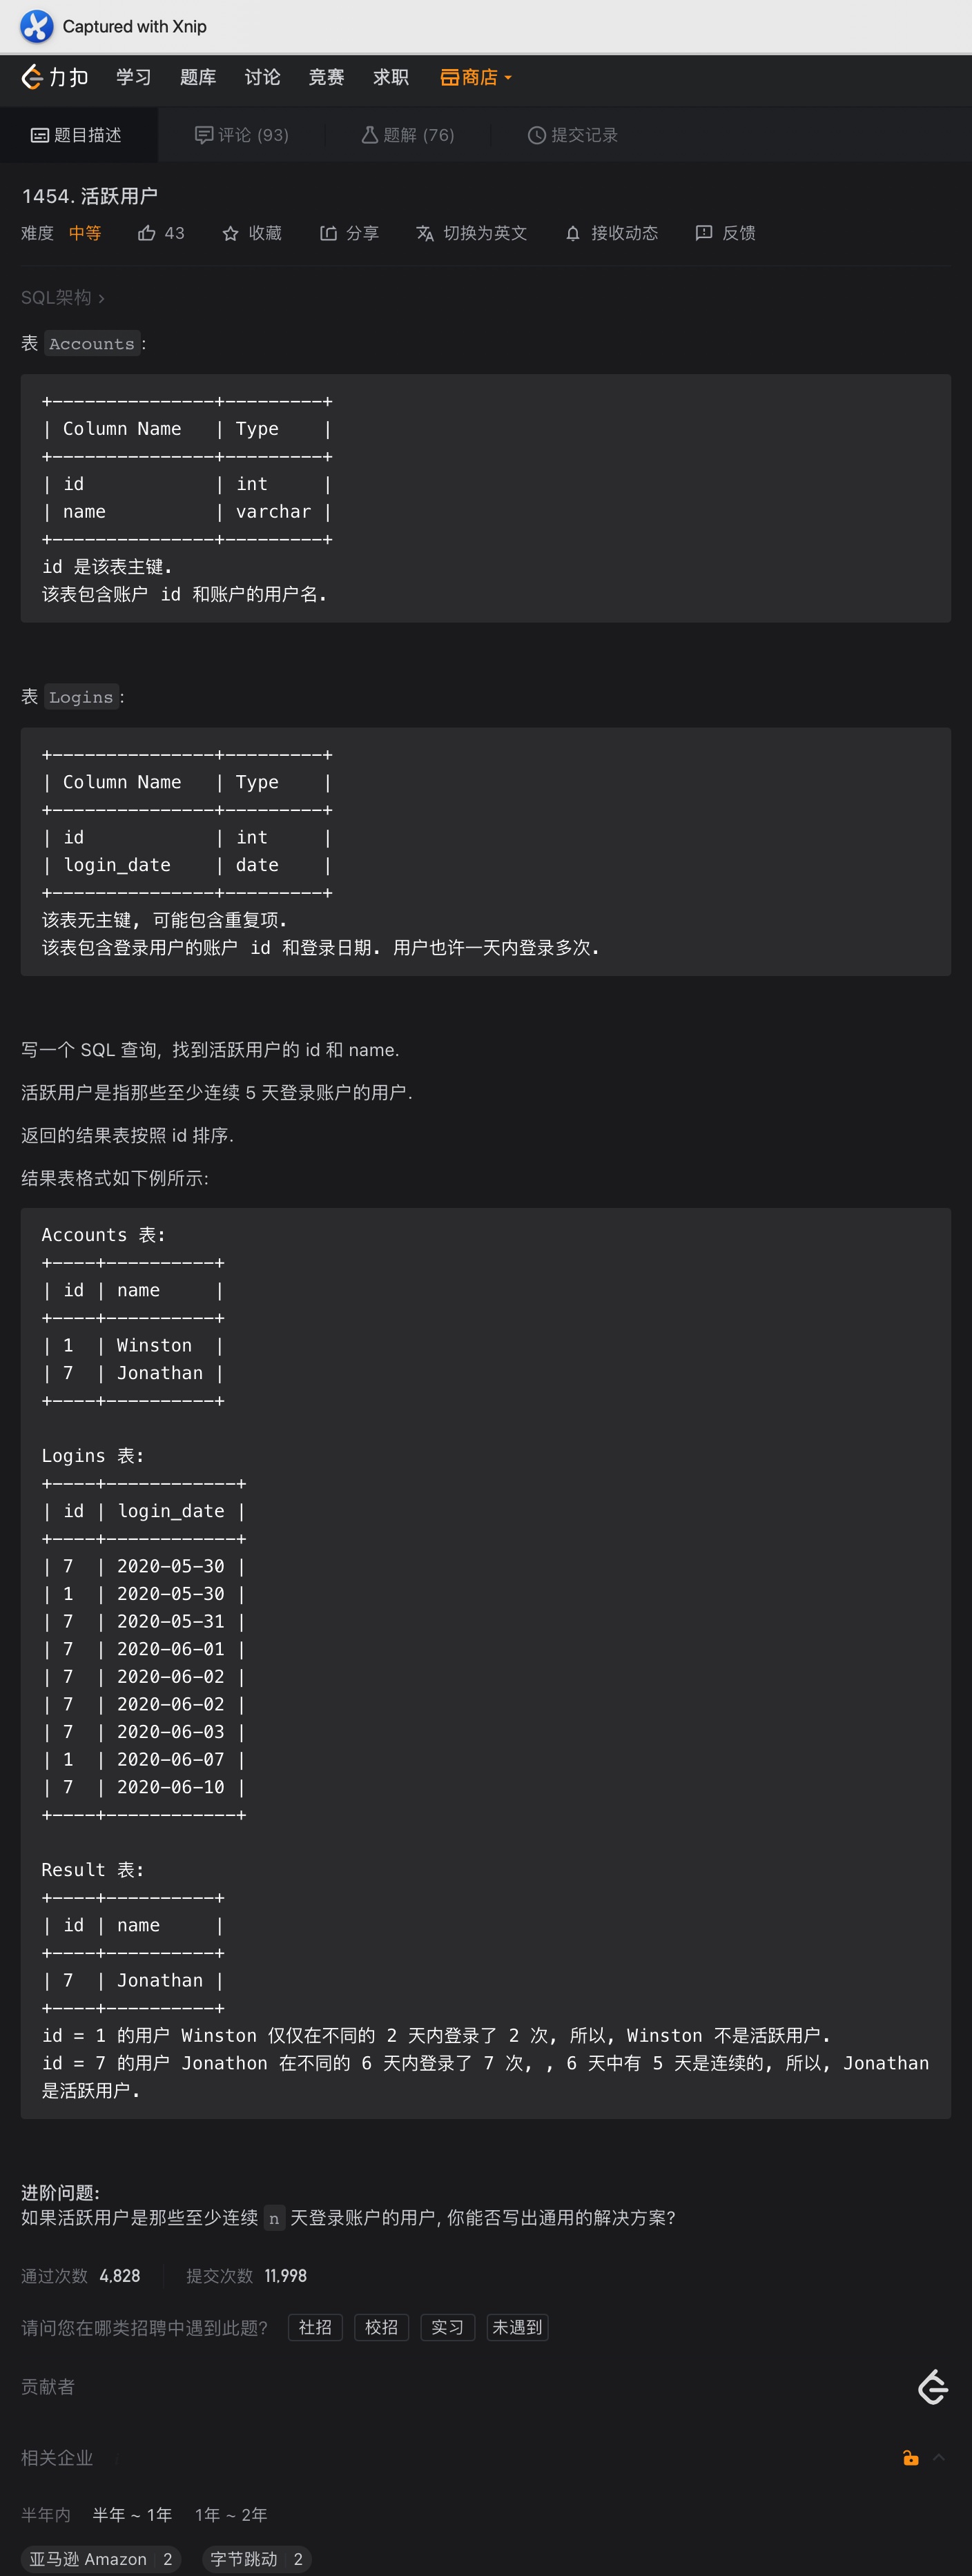 Captured with Xnip
力扣 学习 题库 讨论 竞赛 求职 商店
题目描述 评论 (93) 题解 (76) 提交记录
1454. 活跃用户
难度 中等 43 收藏 分享 切换为英文 接收动态 反馈
SQL架构 ›
表 Accounts:
+---------------+---------+
| Column Name   | Type    |
+---------------+---------+
| id            | int     |
| name          | varchar |
+---------------+---------+
id 是该表主键.
该表包含账户 id 和账户的用户名.
表 Logins:
+---------------+---------+
| Column Name   | Type    |
+---------------+---------+
| id            | int     |
| login_date    | date    |
+---------------+---------+
该表无主键, 可能包含重复项.
该表包含登录用户的账户 id 和登录日期. 用户也许一天内登录多次.
写一个 SQL 查询, 找到活跃用户的 id 和 name.
活跃用户是指那些至少连续 5 天登录账户的用户.
返回的结果表按照 id 排序.
结果表格式如下例所示:
Accounts 表:
+----+----------+
| id | name     |
+----+----------+
| 1  | Winston  |
| 7  | Jonathan |
+----+----------+
Logins 表:
+----+------------+
| id | login_date |
+----+------------+
| 7  | 2020-05-30 |
| 1  | 2020-05-30 |
| 7  | 2020-05-31 |
| 7  | 2020-06-01 |
| 7  | 2020-06-02 |
| 7  | 2020-06-02 |
| 7  | 2020-06-03 |
| 1  | 2020-06-07 |
| 7  | 2020-06-10 |
+----+------------+
Result 表:
+----+----------+
| id | name     |
+----+----------+
| 7  | Jonathan |
+----+----------+
id = 1 的用户 Winston 仅仅在不同的 2 天内登录了 2 次, 所以, Winston 不是活跃用户.
id = 7 的用户 Jonathon 在不同的 6 天内登录了 7 次, , 6 天中有 5 天是连续的, 所以, Jonathan
是活跃用户.
进阶问题:
如果活跃用户是那些至少连续 n 天登录账户的用户, 你能否写出通用的解决方案?
通过次数 4,828 提交次数 11,998
请问您在哪类招聘中遇到此题? 社招 校招 实习 未遇到
贡献者
相关企业
半年内 半年 ~ 1年 1年 ~ 2年
亚马逊 Amazon 2 字节跳动 2